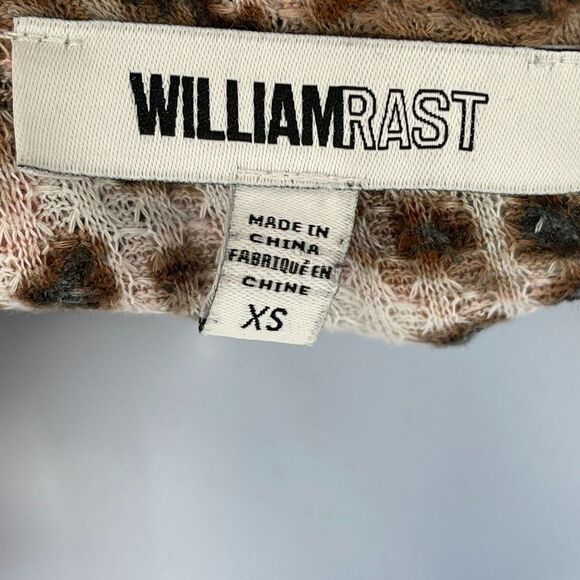 WILLIAMRAST
MADE IN
CHINA
FABRIQUÉ EN
CHINE
XS